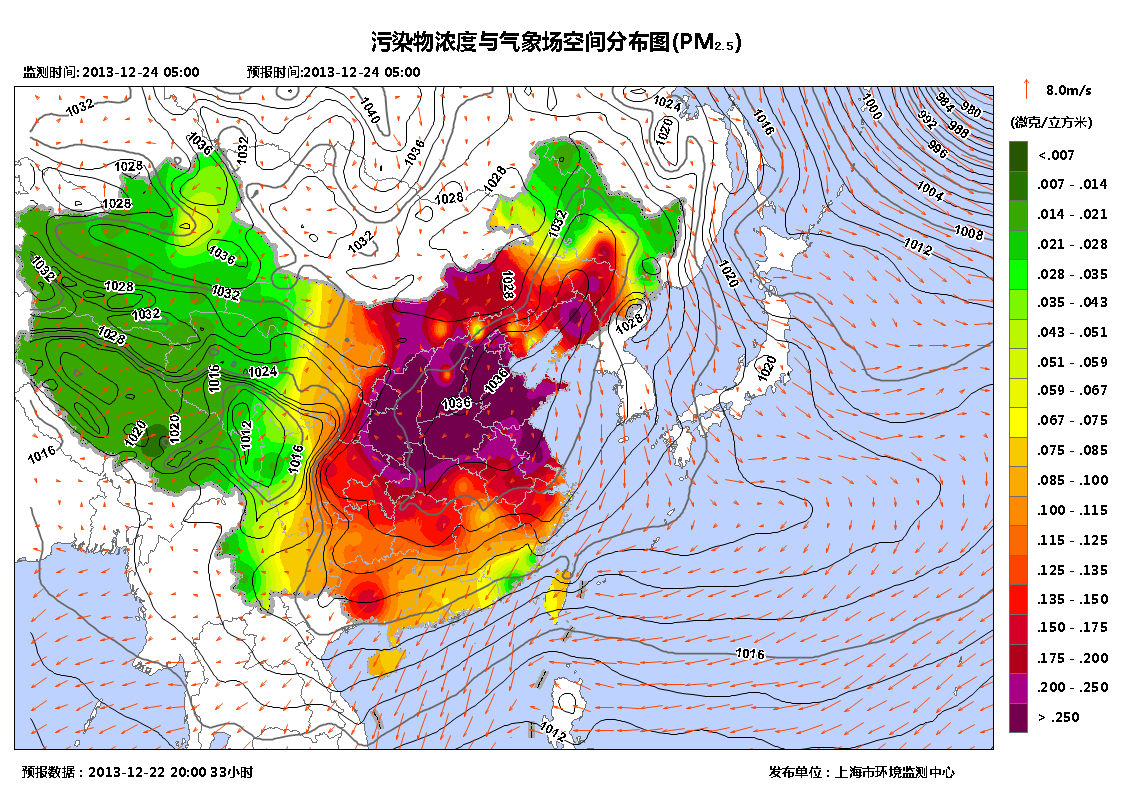 污染物浓度与气象场空间分布图(PM2.5)
监测时间: 2013-12-24 05:00 预报时间:2013-12-24 05:00
8.0m/s
(微克/立方米)
<.007
.007 - .014
.014 - .021
.021 - .028
.028 - .035
.035 - .043
.043 - .051
.051 - .059
.059 - .067
.067 - .075
.075 - .085
.085 - .100
.100 - .115
.115 - .125
.125 - .135
.135 - .150
.150 - .175
.175 - .200
.200 - .250
> .250
1032
1040
1024
1016
1000
984
980
992
988
996
1020
1036
1032
1036
1028
1028
1028
1028
1004
1008
1012
1032
1032
1036
1032
1028
1032
1032
1028
1020
1028
1028
1024
1016
1036
1036
1020
1020
1020
1012
1016
1016
1016
1012
预报数据：2013-12-22 20:00 33小时
发布单位：上海市环境监测中心